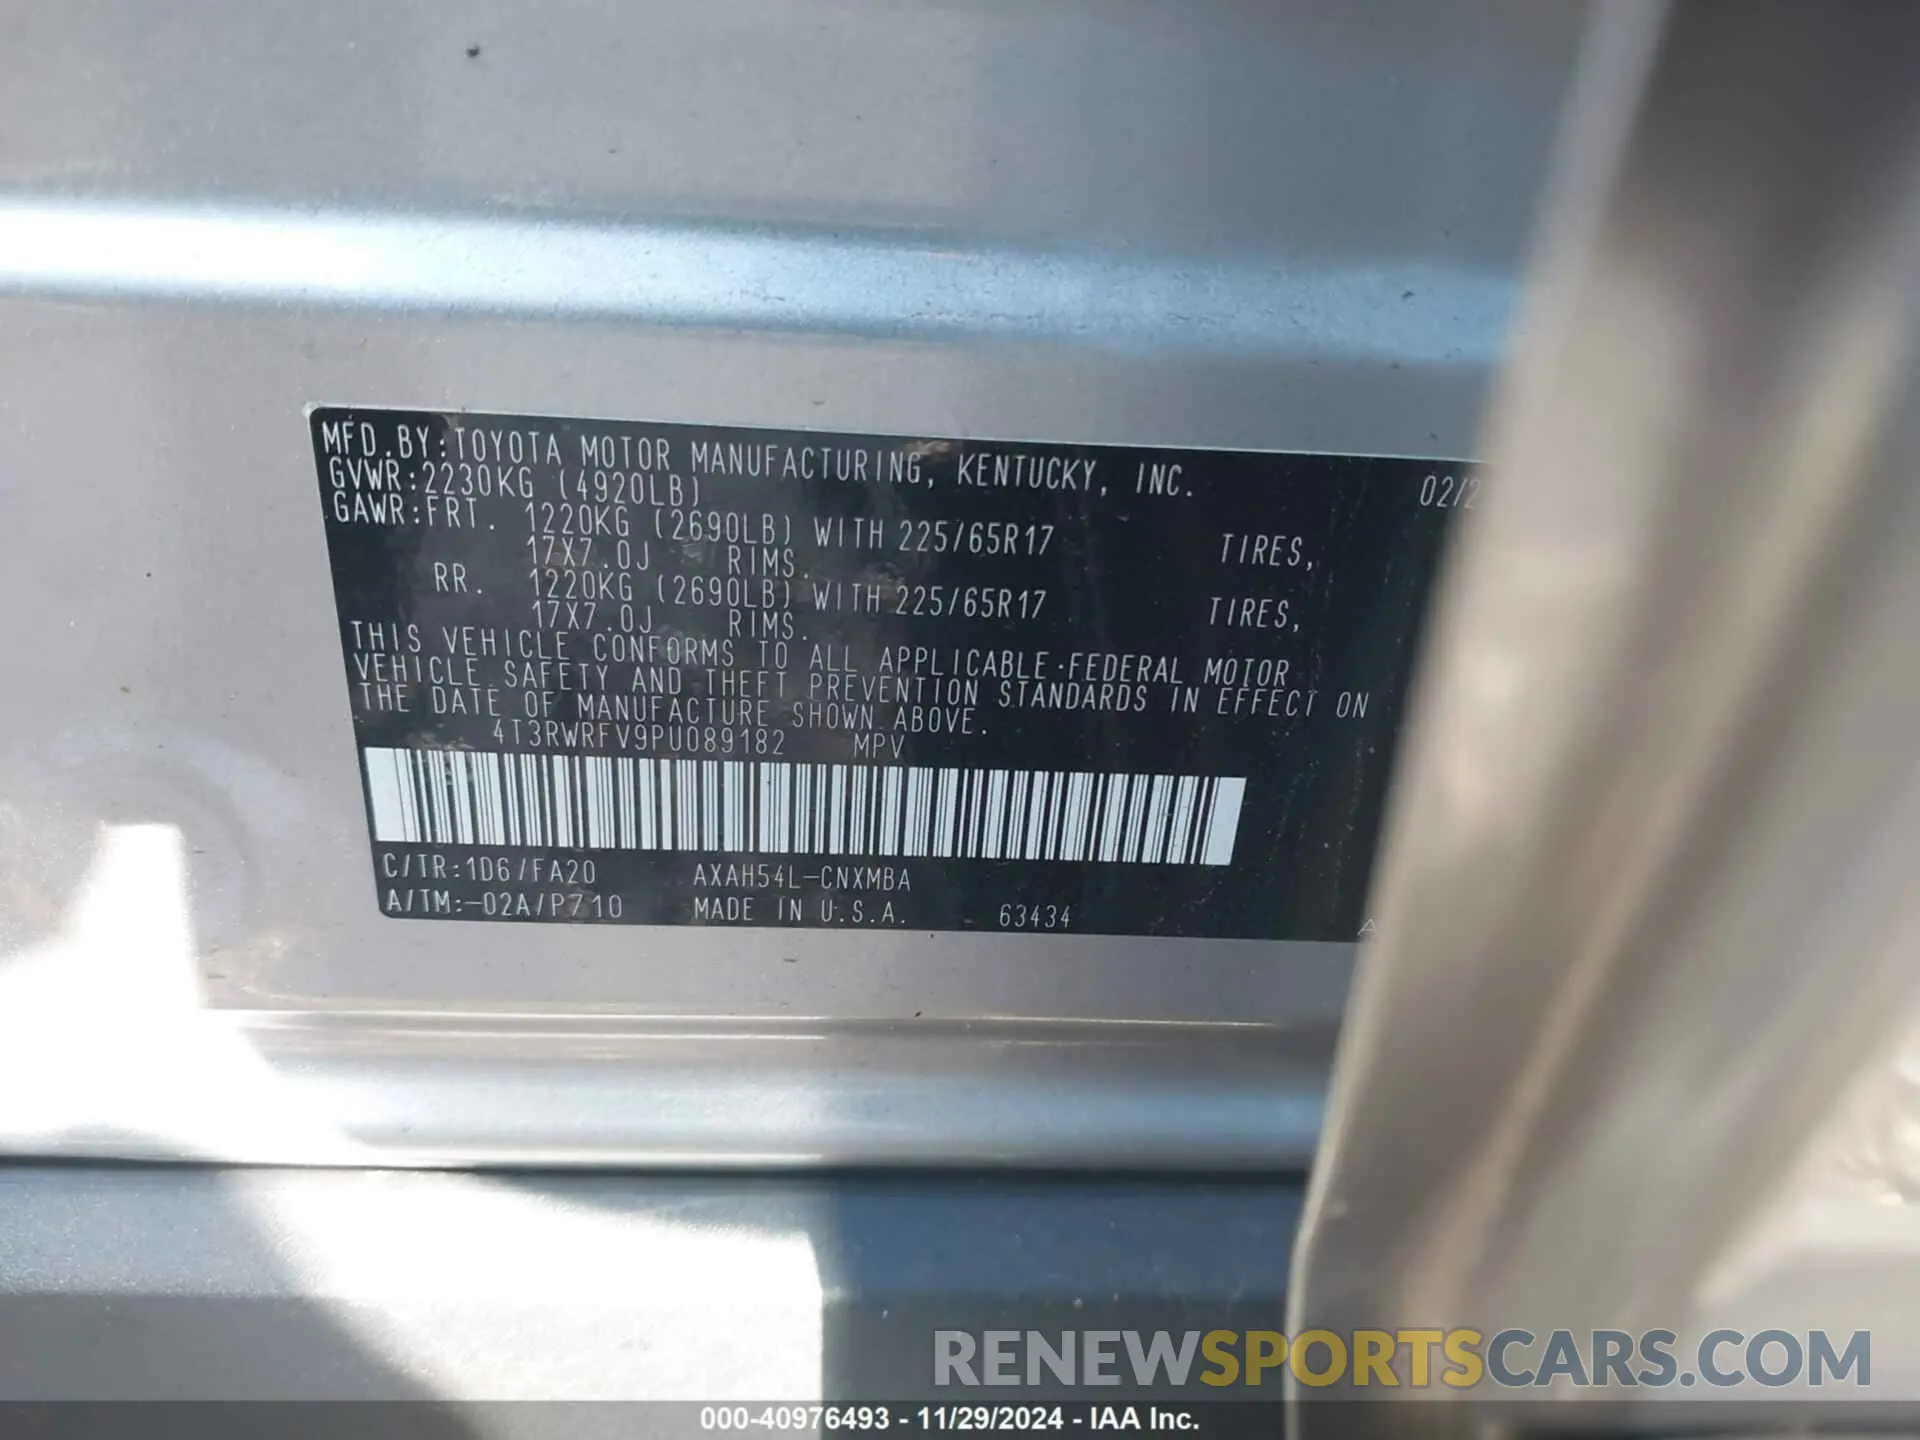 MFD.BY:TOYOTA MOTOR MANUFACTURING, KENTUCKY, INC. 02/2
GVWR:2230KG (4920LB)
GAWR:FRT. 1220KG (2690LB) WITH 225/65R17 TIRES,
17X7.0J RIMS.
RR. 1220KG (2690LB) WITH 225/65R17 TIRES,
17X7.0J RIMS.
THIS VEHICLE CONFORMS TO ALL APPLICABLE FEDERAL MOTOR
VEHICLE SAFETY AND THEFT PREVENTION STANDARDS IN EFFECT ON
THE DATE OF MANUFACTURE SHOWN ABOVE.
4T3RWRFV9PU089182 MPV
C/TR:1D6/FA20 AXAH54L-CNXMBA
A/TM:-02A/P710 MADE IN U.S.A. 63434 A
RENEWSPORTSCARS.COM
000-40976493 - 11/29/2024 - IAA Inc.